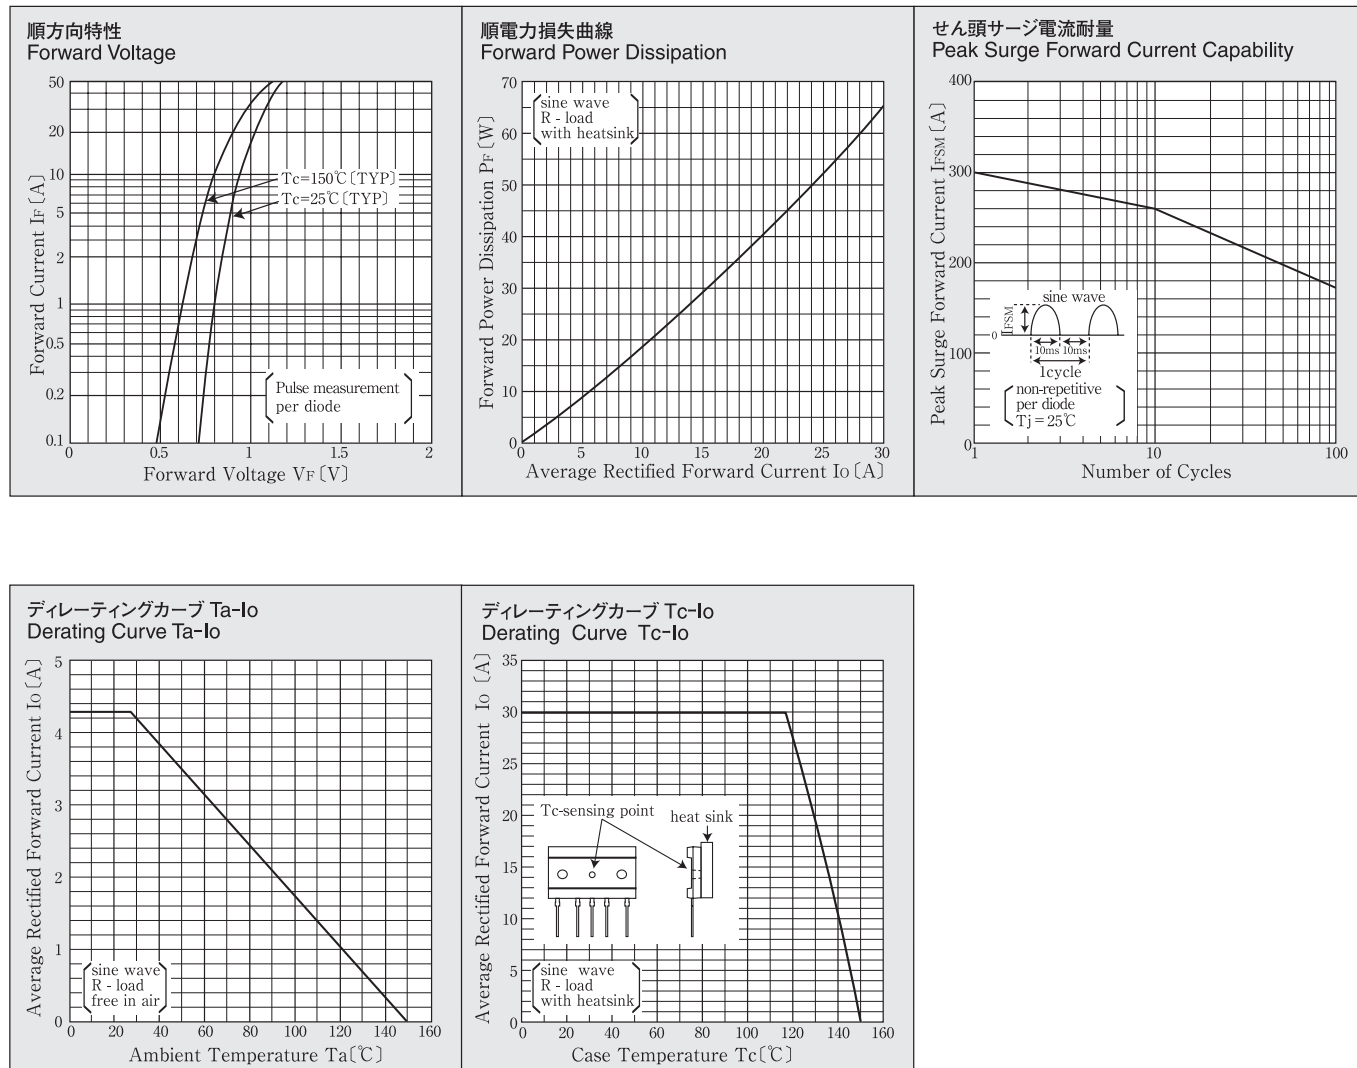 順方向特性
Forward Voltage
Forward Current IF〔A〕
50
20
10
5
2
1
0.5
0.2
0.1
Tc=150℃〔TYP〕
Tc=25℃〔TYP〕
Pulse measurement
per diode
0
0.5
1
1.5
2
Forward Voltage VF〔V〕
順電力損失曲線
Forward Power Dissipation
Forward Power Dissipation PF〔W〕
70
60
50
40
30
20
10
0
sine wave
R - load
with heatsink
0
5
10
15
20
25
30
Average Rectified Forward Current IO〔A〕
せん頭サージ電流耐量
Peak Surge Forward Current Capability
Peak Surge Forward Current IFSM〔A〕
400
300
200
100
0
sine wave
IFSM
0
10ms
10ms
1cycle
non-repetitive
per diode
Tj = 25℃
1
10
100
Number of Cycles
ディレーティングカーブ Ta-Io
Derating Curve Ta-Io
Average Rectified Forward Current IO〔A〕
5
4
3
2
1
0
sine wave
R - load
free in air
0
20
40
60
80
100
120
140
160
Ambient Temperature Ta〔℃〕
ディレーティングカーブ Tc-Io
Derating Curve Tc-Io
Average Rectified Forward Current IO〔A〕
35
30
25
20
15
10
5
0
Tc-sensing point
heat sink
sine wave
R - load
with heatsink
0
20
40
60
80
100
120
140
160
Case Temperature Tc〔℃〕